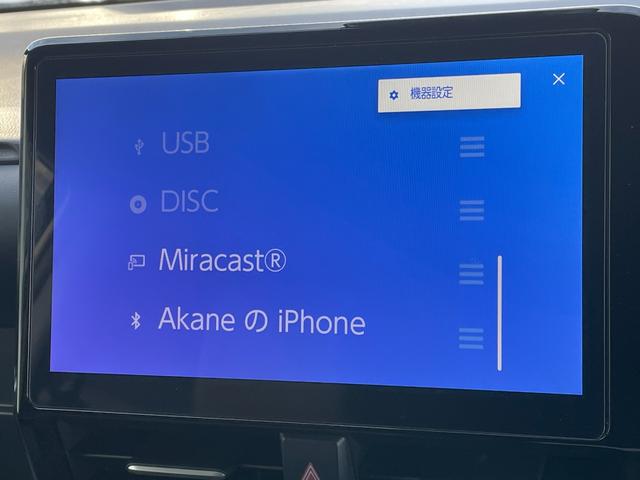 機器設定
USB
DISC
Miracast®
Akane の iPhone